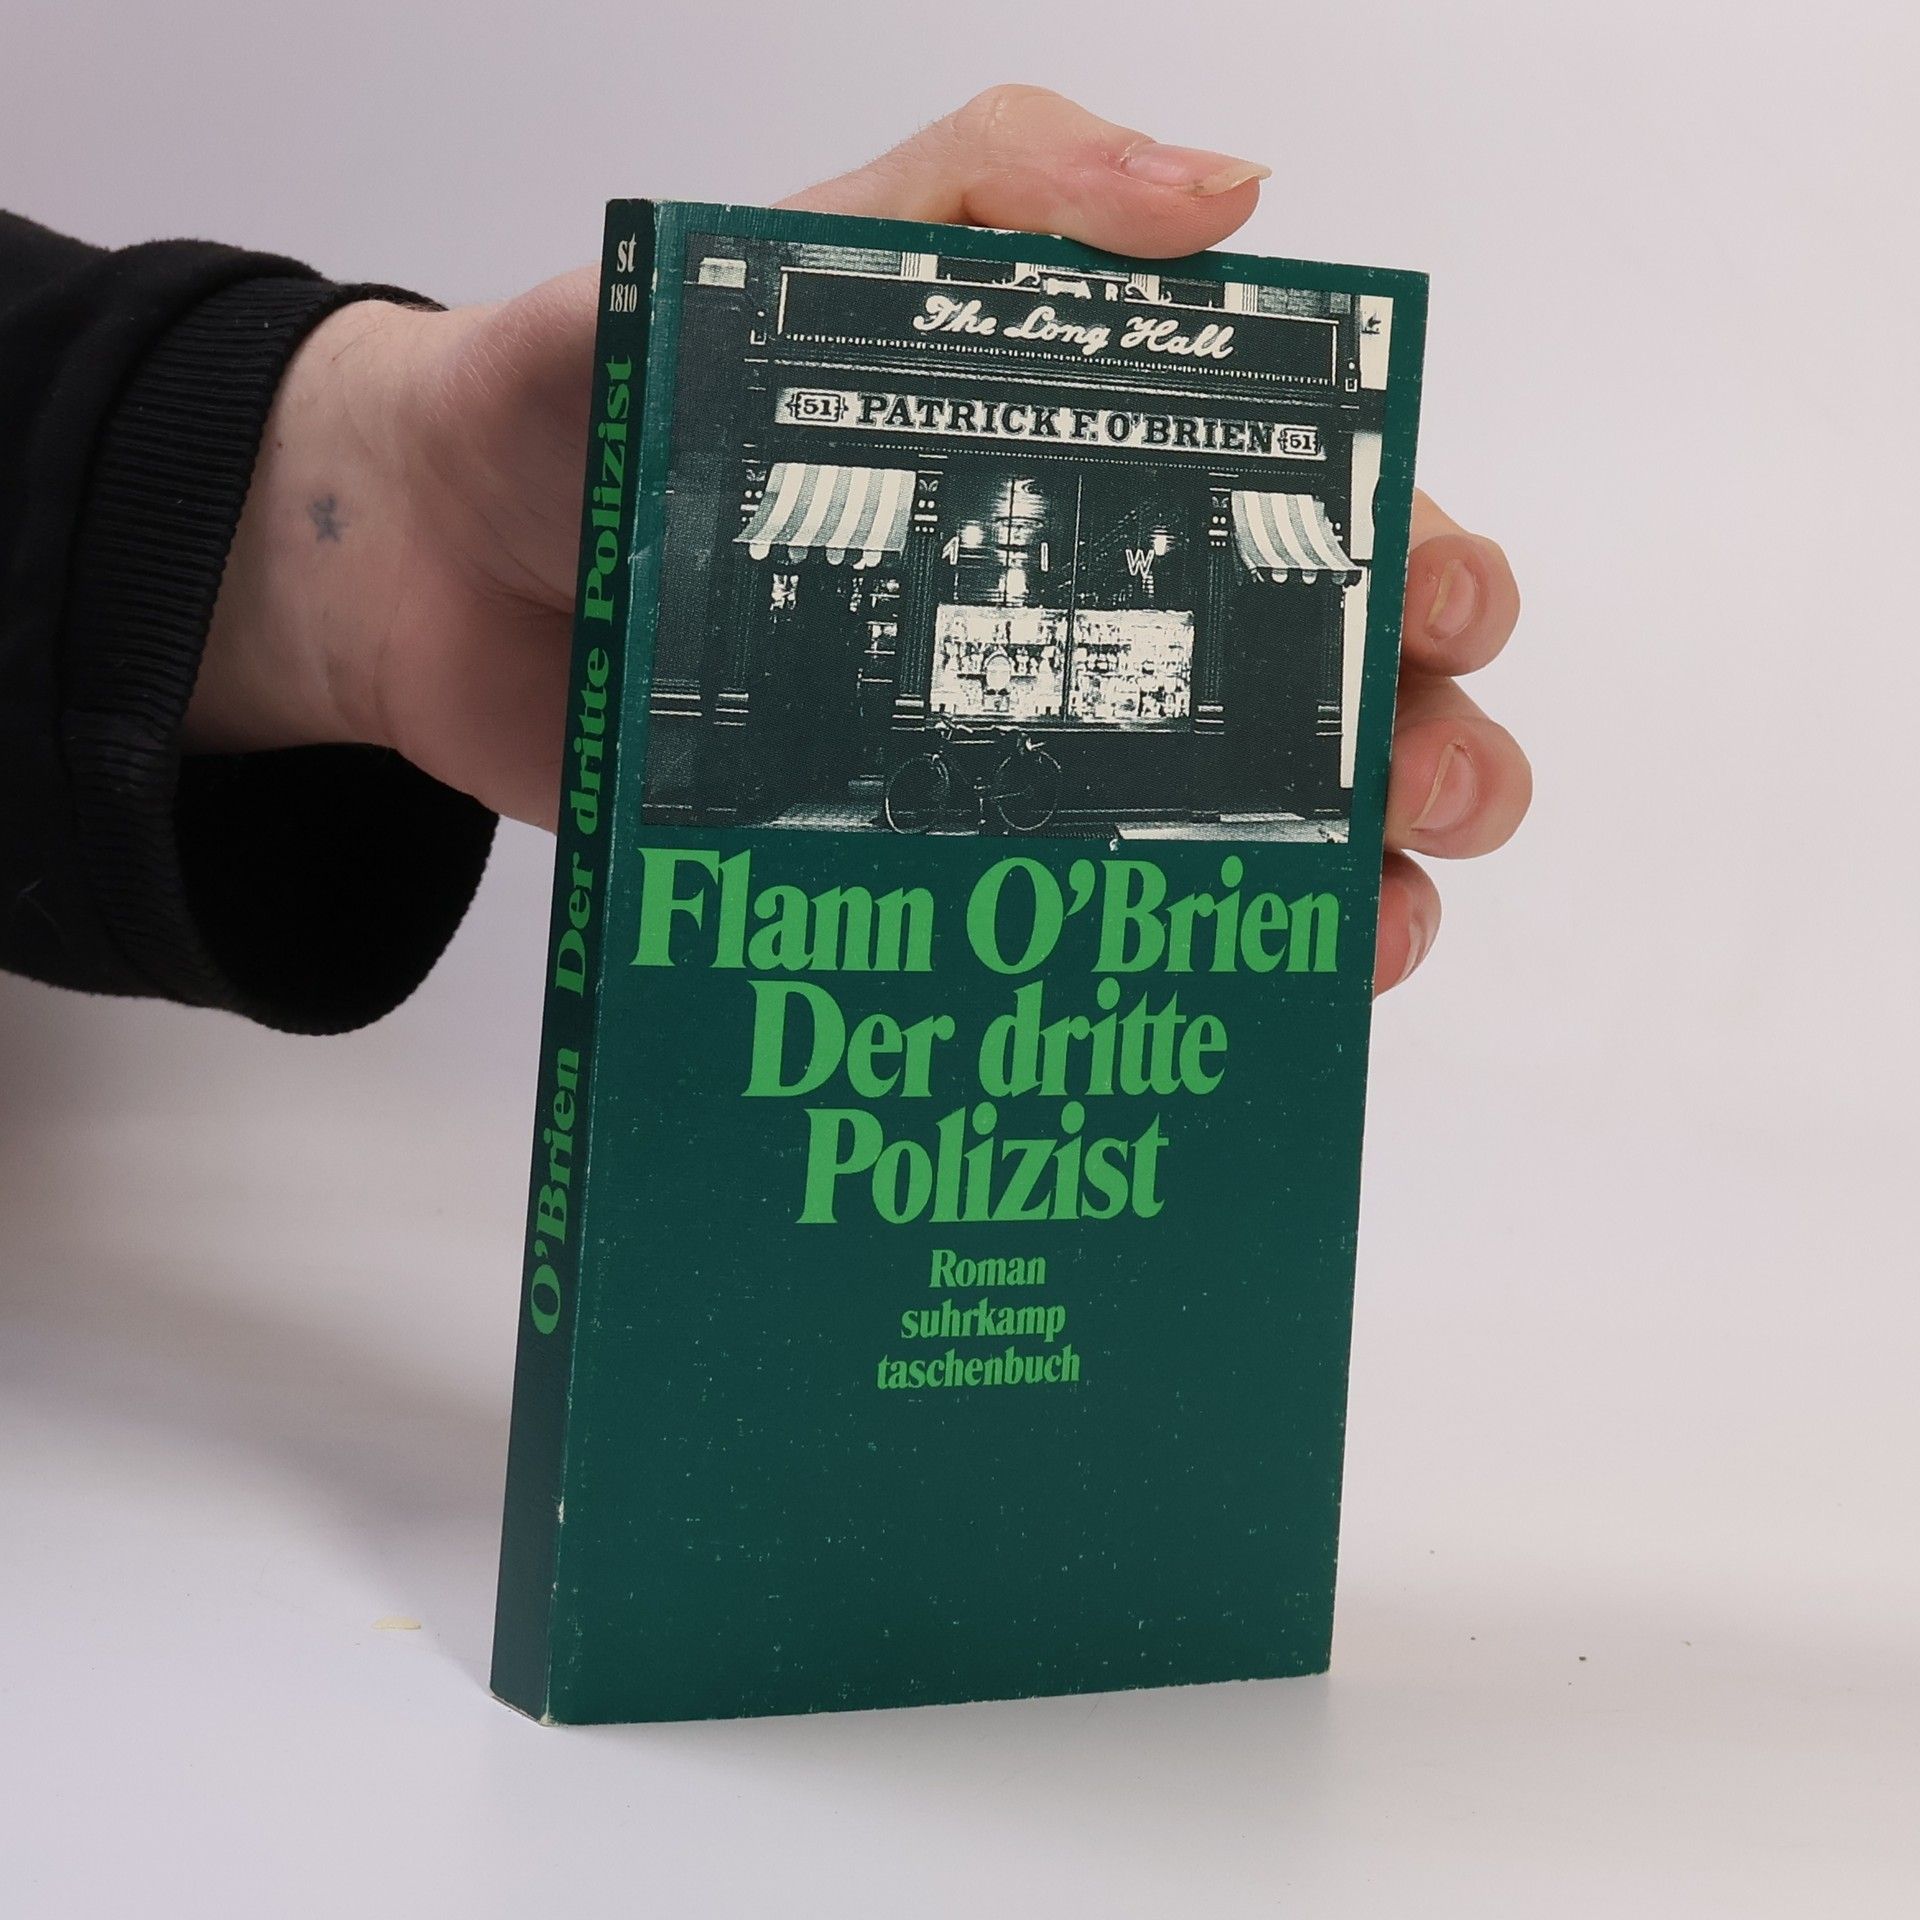 st
1810
O'Brien Der dritte Polizist
The Long Hall
51 PATRICK F. O'BRIEN 51
W
Flann O'Brien
Der dritte
Polizist
Roman
suhrkamp
taschenbuch